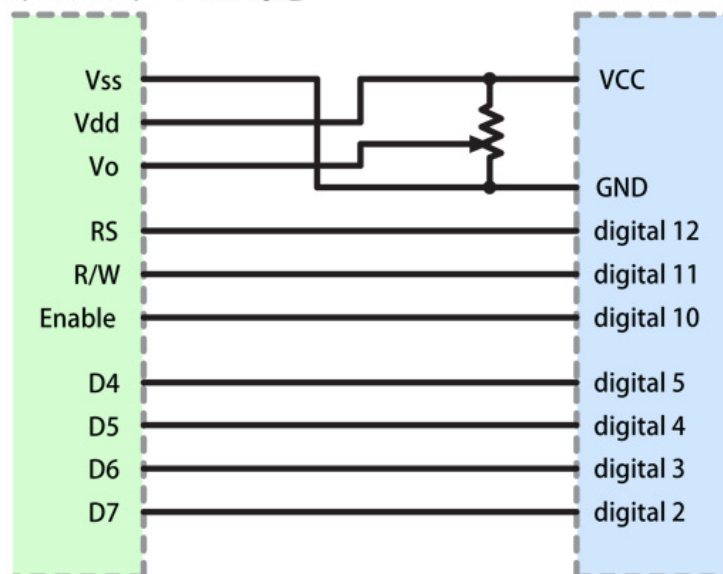 Vss
VCC
Vdd
Vo
GND
RS
digital 12
R/W
digital 11
Enable
digital 10
D4
digital 5
D5
digital 4
D6
digital 3
D7
digital 2